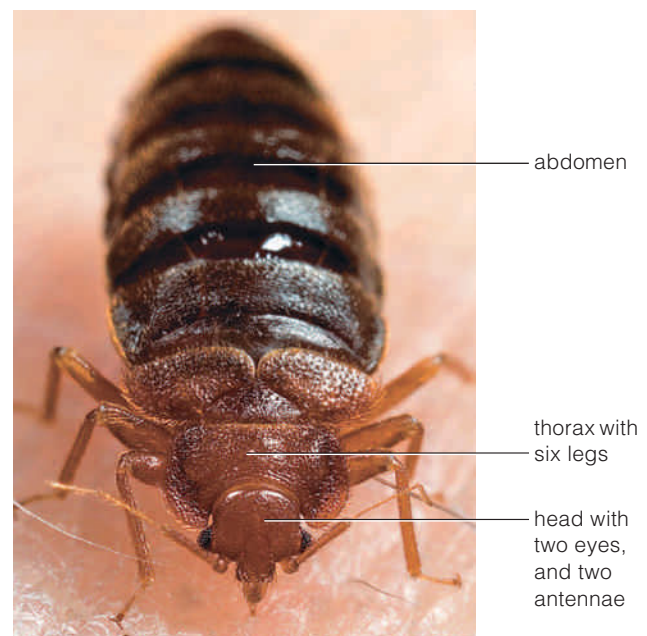 abdomen
thorax with
six legs
head with
two eyes,
and two
antennae